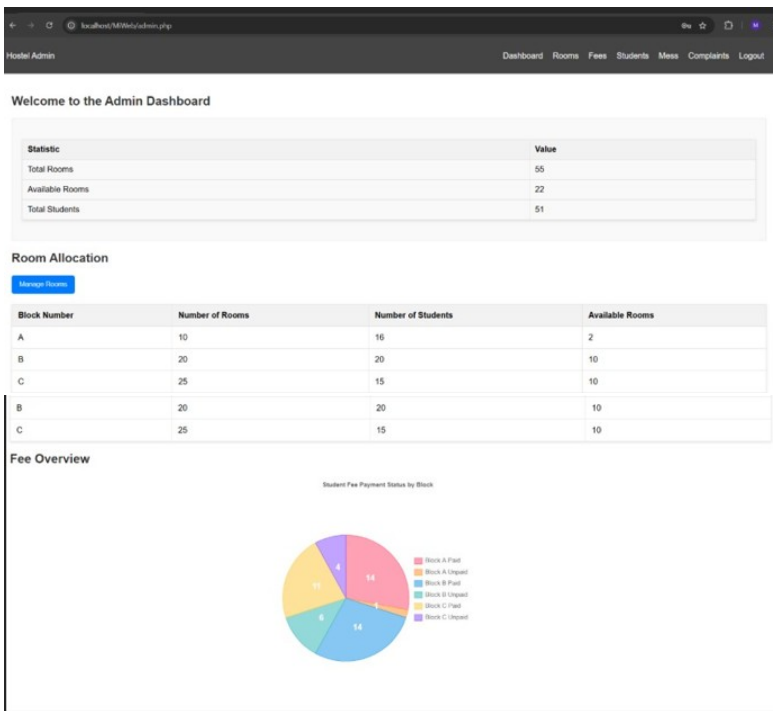 localhost/MiWeb/admin.php
Hostel Admin Dashboard Rooms Fees Students Mess Complaints Logout
Welcome to the Admin Dashboard
Statistic Value
Total Rooms 55
Available Rooms 22
Total Students 51
Room Allocation
Manage Rooms
Block Number Number of Rooms Number of Students Available Rooms
A 10 16 2
B 20 20 10
C 25 15 10
B 20 20 10
C 25 15 10
Fee Overview
Student Fee Payment Status by Block
Block A Paid
Block A Unpaid
Block B Paid
Block B Unpaid
Block C Paid
Block C Unpaid
4
14
11
1
6
14